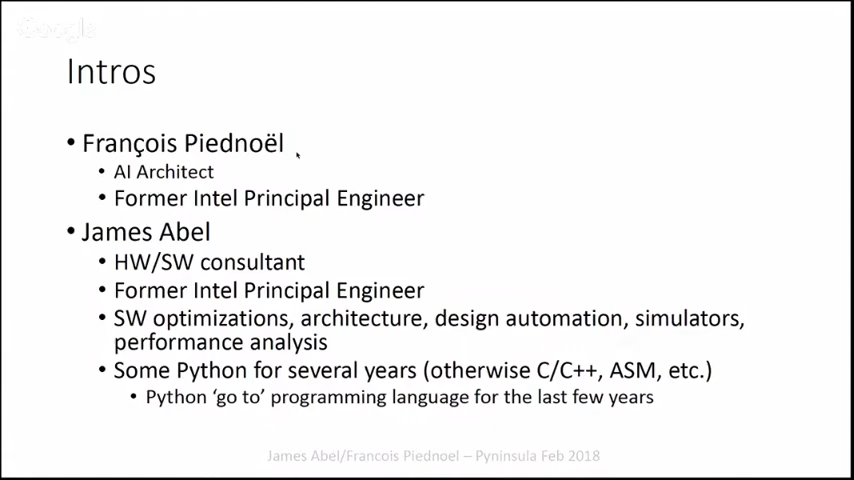 Google
Intros
• François Piednoël
• AI Architect
• Former Intel Principal Engineer
• James Abel
• HW/SW consultant
• Former Intel Principal Engineer
• SW optimizations, architecture, design automation, simulators,
performance analysis
• Some Python for several years (otherwise C/C++, ASM, etc.)
• Python ‘go to’ programming language for the last few years
James Abel/Francois Piednoel – Pyninsula Feb 2018